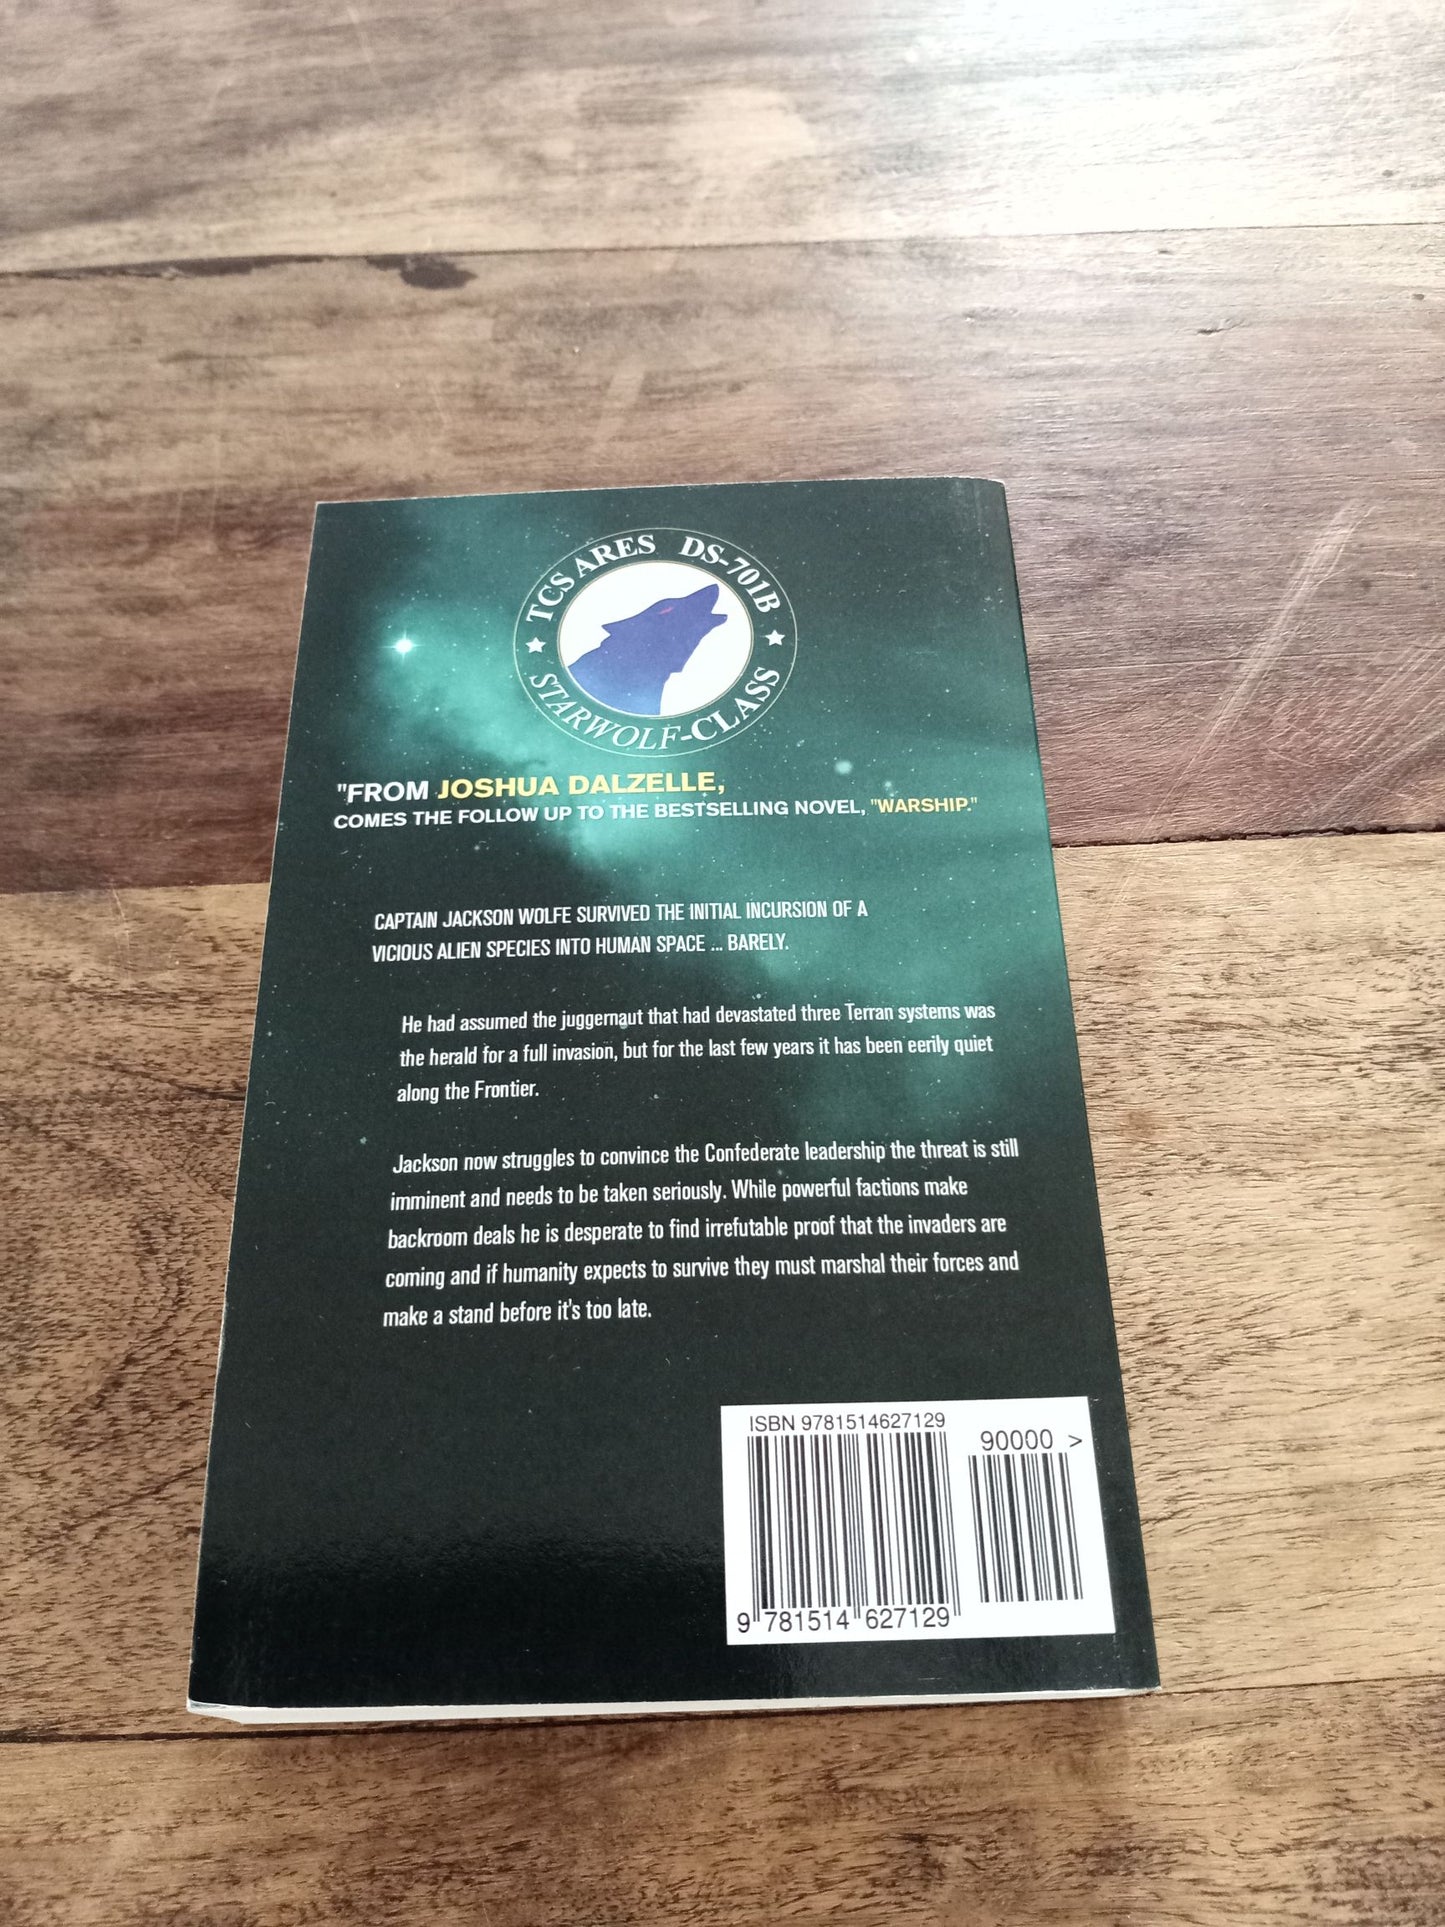 TCS ARES DS-701B
STARWOLF-CLASS
"FROM JOSHUA DALZELLE,
COMES THE FOLLOW UP TO THE BESTSELLING NOVEL, "WARSHIP."
CAPTAIN JACKSON WOLFE SURVIVED THE INITIAL INCURSION OF A
VICIOUS ALIEN SPECIES INTO HUMAN SPACE ... BARELY.
He had assumed the juggernaut that had devastated three Terran systems was
the herald for a full invasion, but for the last few years it has been eerily quiet
along the Frontier.
Jackson now struggles to convince the Confederate leadership the threat is still
imminent and needs to be taken seriously. While powerful factions make
backroom deals he is desperate to find irrefutable proof that the invaders are
coming and if humanity expects to survive they must marshal their forces and
make a stand before it's too late.
ISBN 9781514627129
90000 >
9 781514 627129